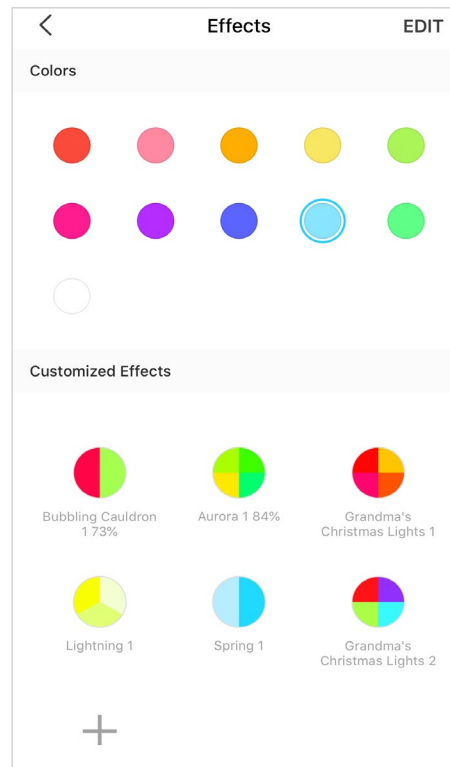 Effects
EDIT
Colors
Customized Effects
Bubbling Cauldron
1 73%
Aurora 1 84%
Grandma's
Christmas Lights 1
Lightning 1
Spring 1
Grandma's
Christmas Lights 2